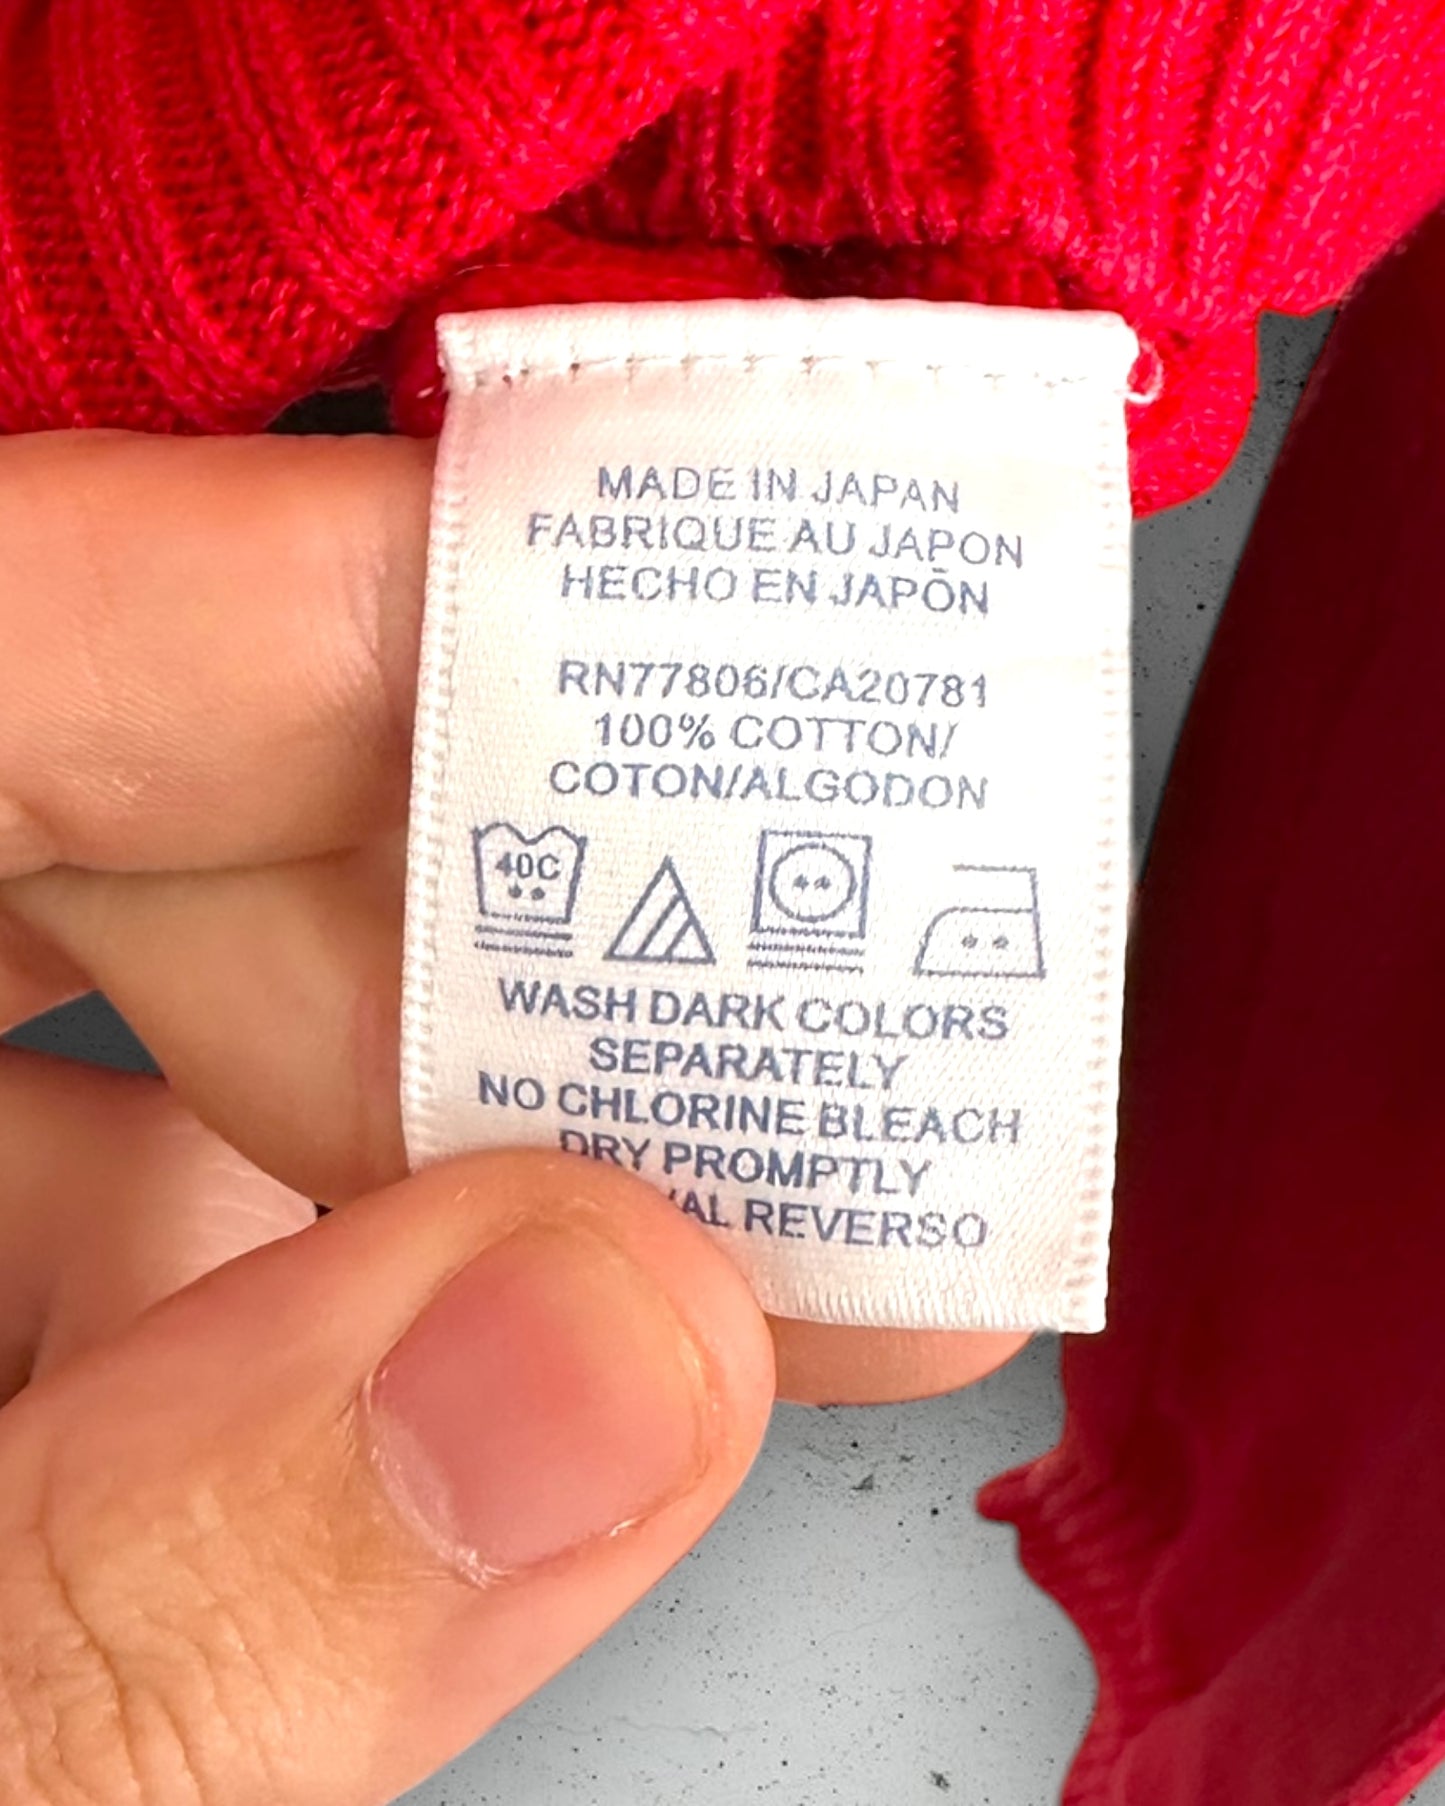 MADE IN JAPAN
FABRIQUE AU JAPON
HECHO EN JAPŌN
RN77806/CA20781
100% COTTON/
COTON/ALGODON
40C
WASH DARK COLORS
SEPARATELY
NO CHLORINE BLEACH
DRY PROMPTLY
REVERSO